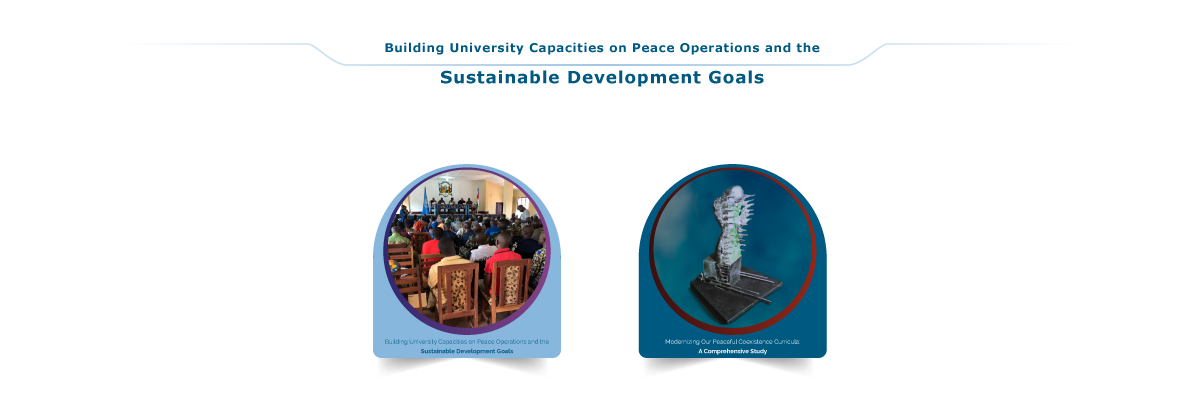 Building University Capacities on Peace Operations and the
Sustainable Development Goals
Building University Capacities on Peace Operations and the
Sustainable Development Goals
Modernizing Our Peaceful Coexistence Curricula:
A Comprehensive Study